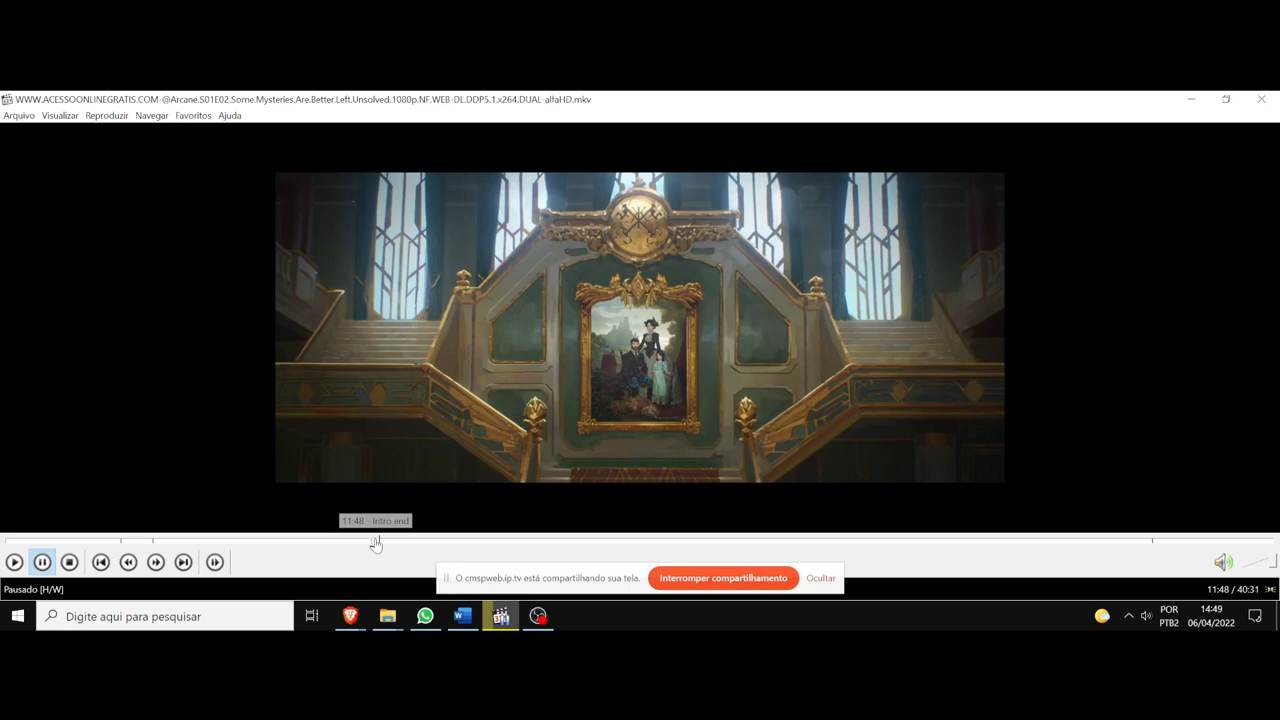 WWW.ACESSOONLINEGRATIS.COM-@Arcane.S01E02.Some.Mysteries.Are.Better.Left.Unsolved.1080p.NF.WEB-DL.DDP5.1.x264.DUAL-alfaHD.mkv
Arquivo Visualizar Reproduzir Navegar Favoritos Ajuda
11:48 - Intro end
O cmspweb.ip.tv está compartilhando sua tela. Interromper compartilhamento Ocultar
Pausado [H/W] 11:48 / 40:31
Digite aqui para pesquisar
POR 14:49
PTB2 06/04/2022